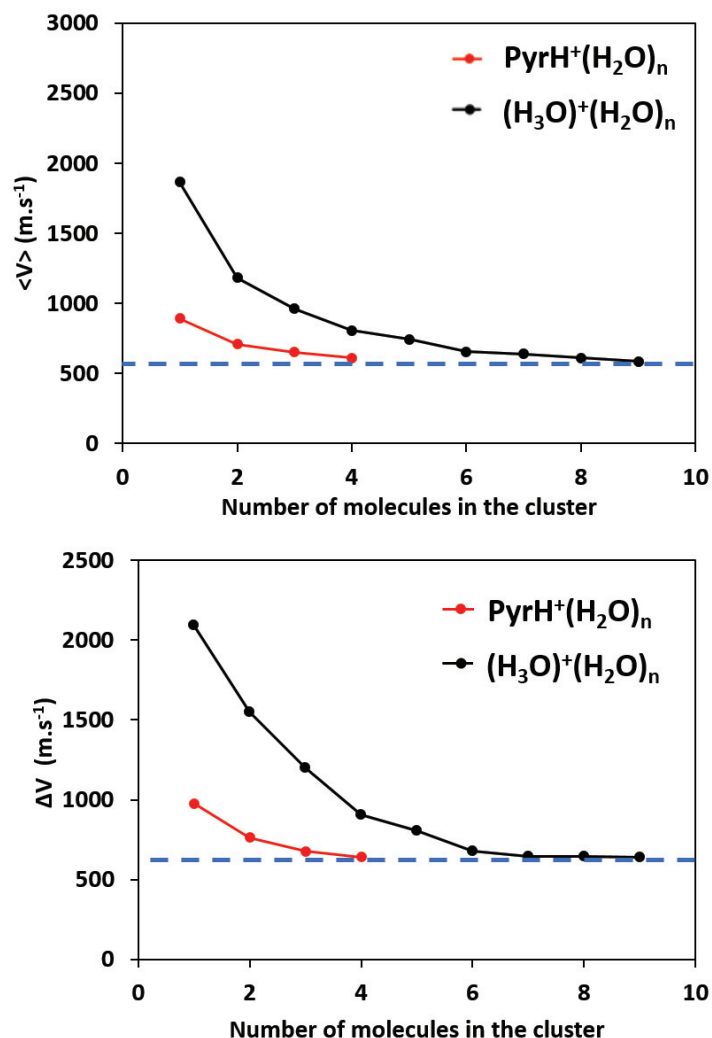 3000
PyrH⁺(H₂O)ₙ
2500
(H₃O)⁺(H₂O)ₙ
2000
1500
<V> (m.s⁻¹)
1000
500
0
0 2 4 6 8 10
Number of molecules in the cluster
2500
PyrH⁺(H₂O)ₙ
2000
(H₃O)⁺(H₂O)ₙ
1500
ΔV (m.s⁻¹)
1000
500
0
0 2 4 6 8 10
Number of molecules in the cluster